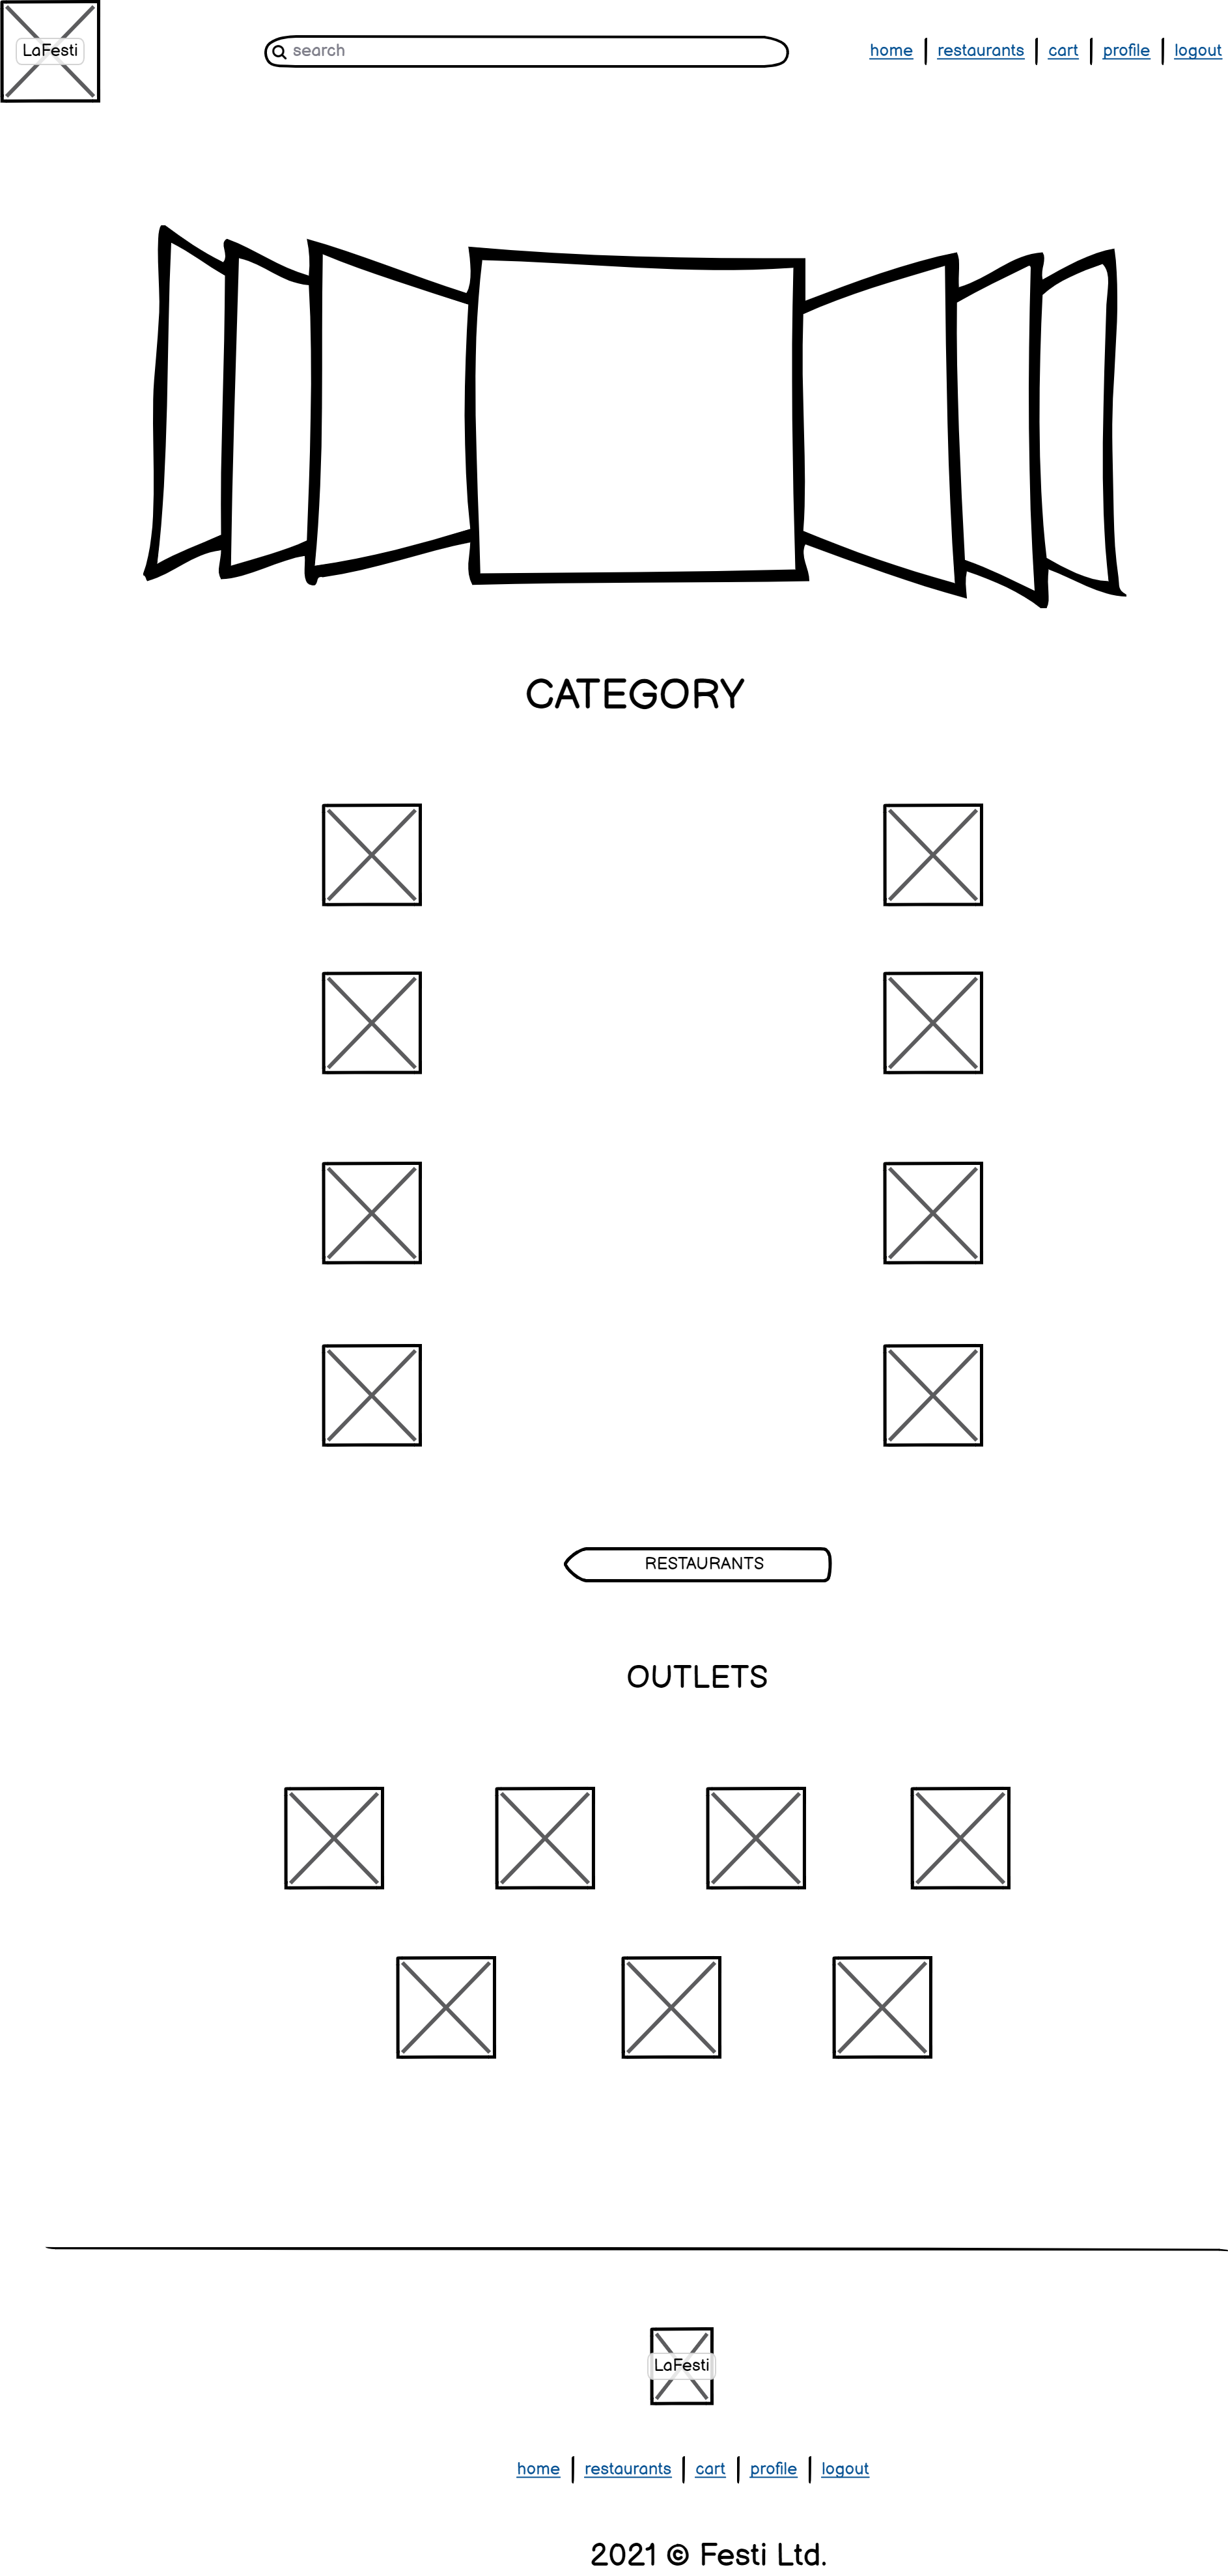 LaFesti
search
home | restaurants | cart | profile | logout
CATEGORY
RESTAURANTS
OUTLETS
LaFesti
home | restaurants | cart | profile | logout
2021 © Festi Ltd.